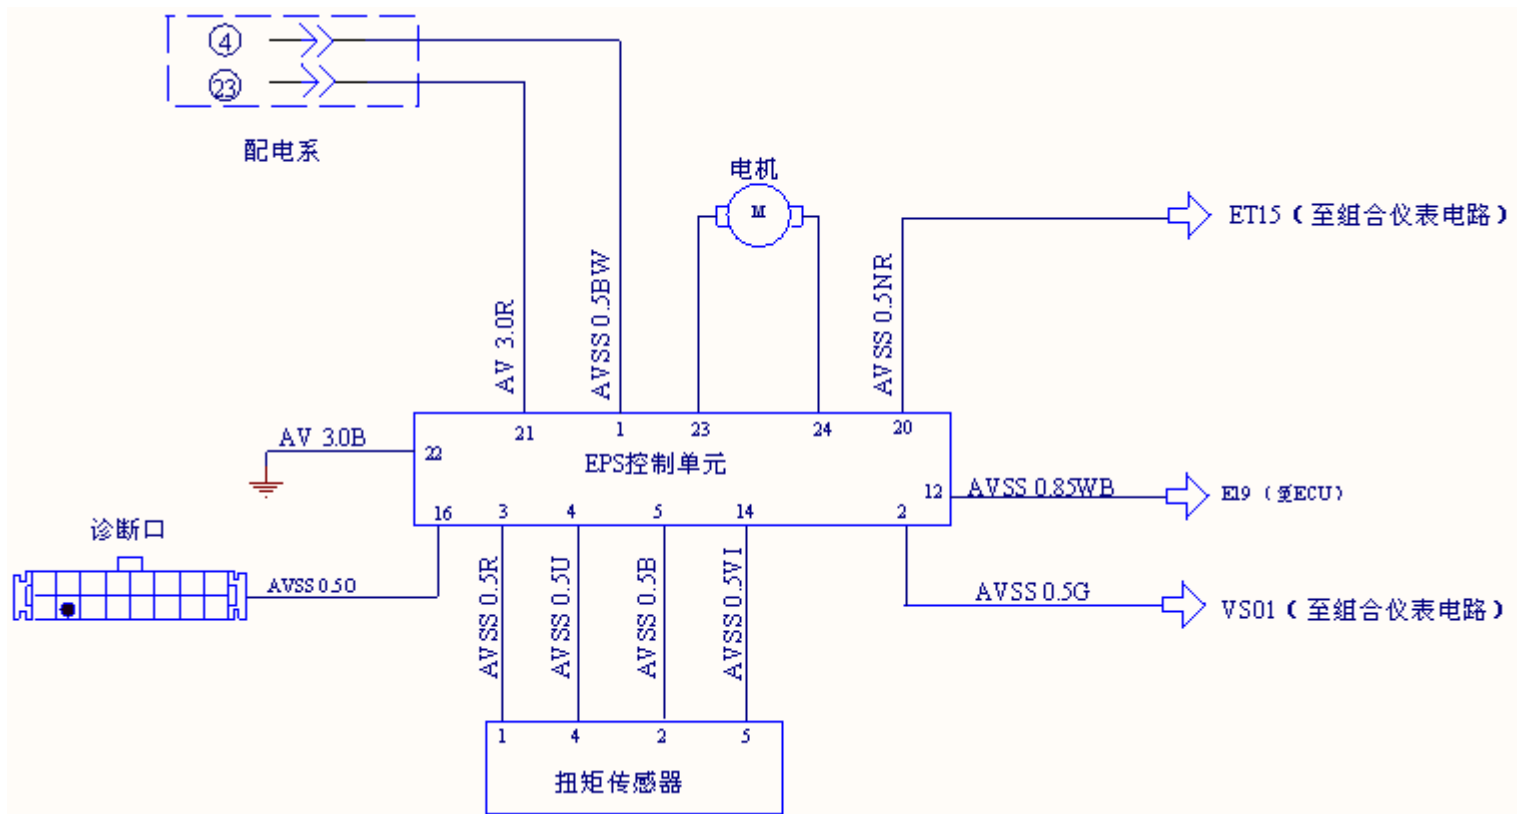 4
23
配电系
电机
M
ET15（至组合仪表电路）
AV 3.0R
AVSS 0.5BW
AVSS 0.5NR
AV 3.0B
21
1
23
24
20
22
EPS控制单元
12
AVSS 0.85WB
E19（至ECU）
16
3
4
5
14
2
诊断口
AVSS 0.5O
AVSS 0.5R
AVSS 0.5U
AVSS 0.5B
AVSS 0.5VI
AVSS 0.5G
VS01（至组合仪表电路）
1
4
2
5
扭矩传感器